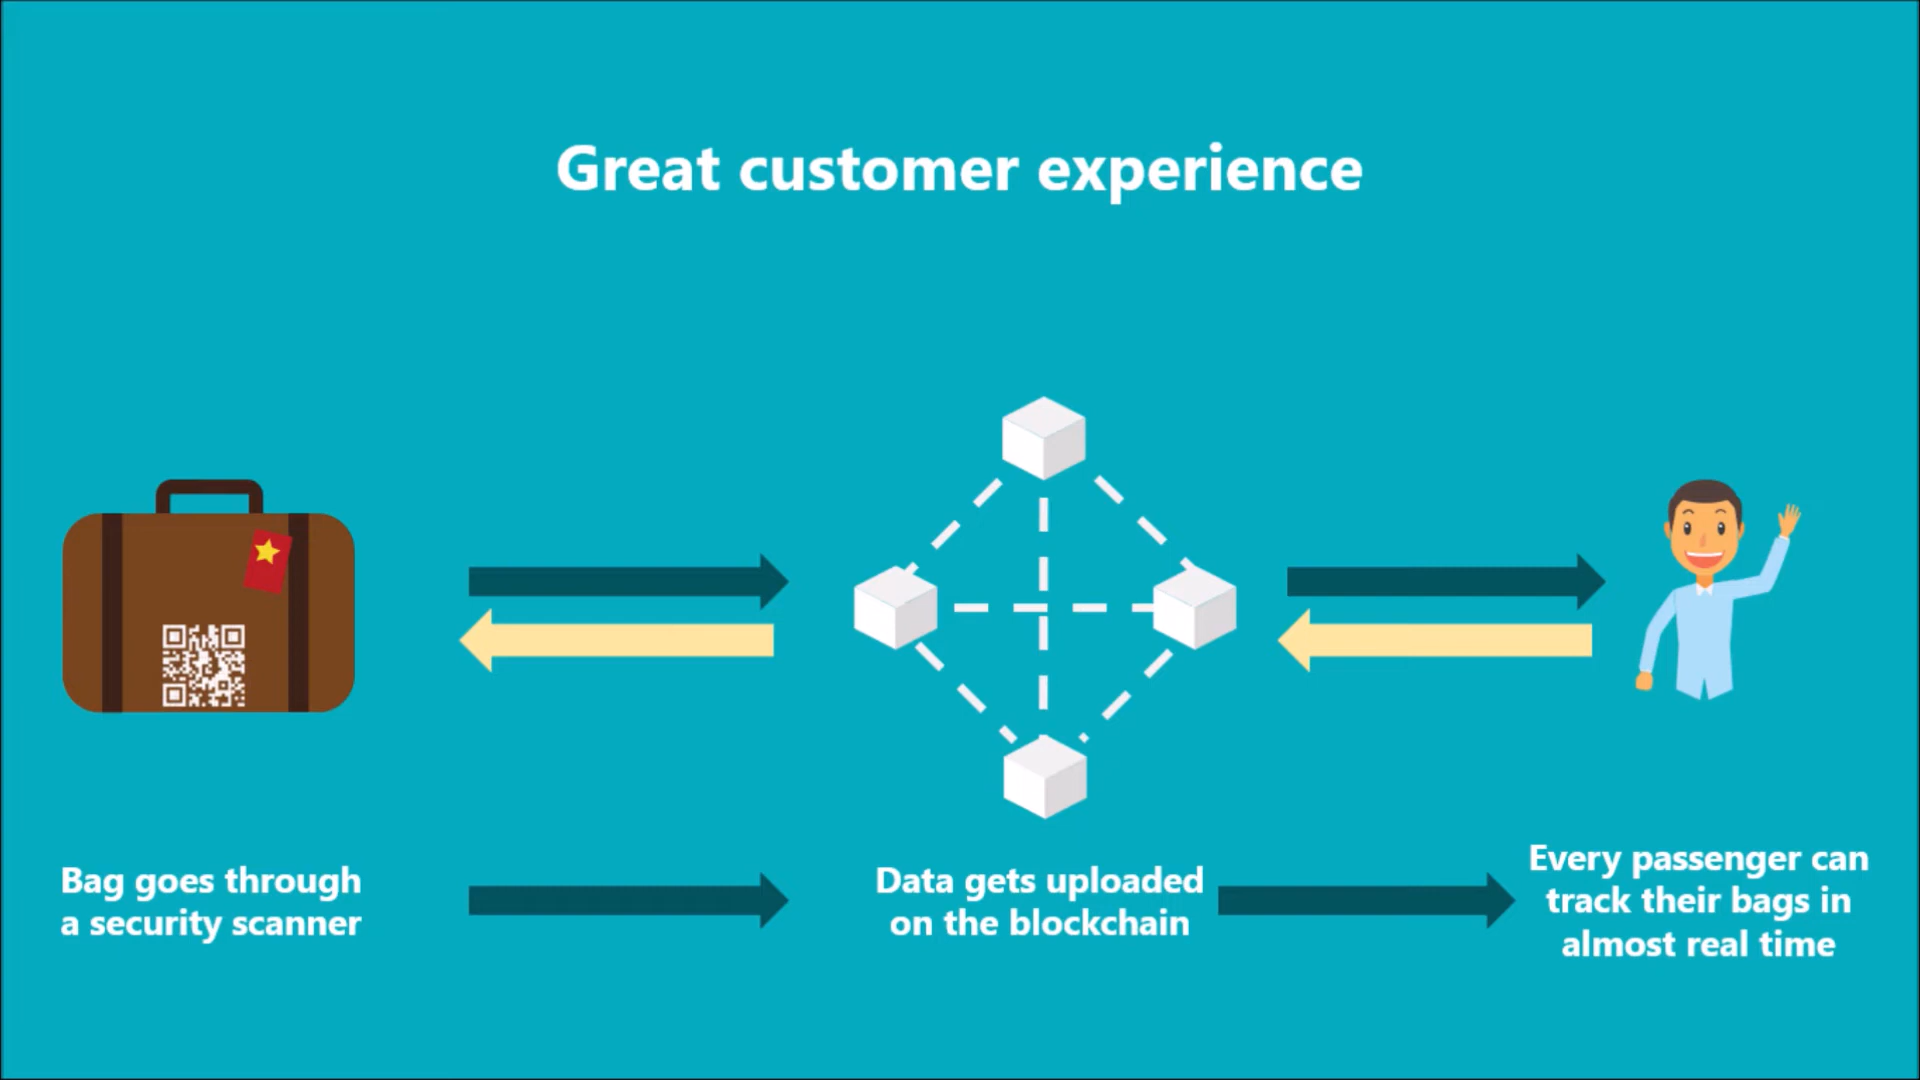 Great customer experience
Bag goes through
a security scanner
Data gets uploaded
on the blockchain
Every passenger can
track their bags in
almost real time